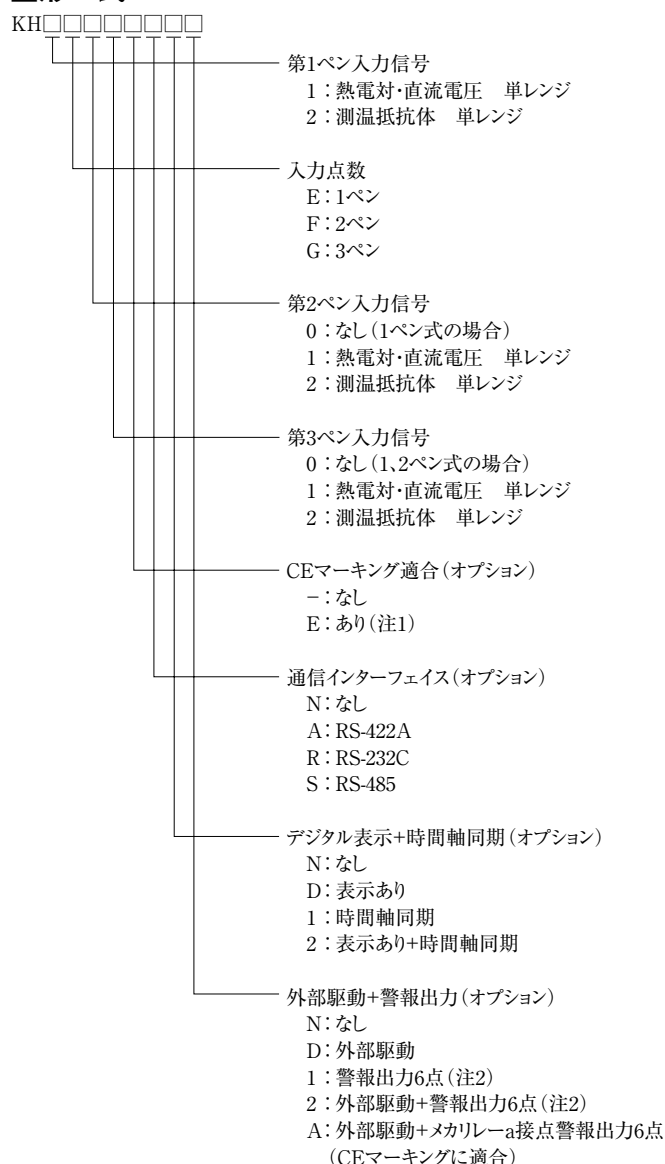 KH□□□□□□□□
第1ペン入力信号
1：熱電対・直流電圧　単レンジ
2：測温抵抗体　単レンジ
入力点数
E：1ペン
F：2ペン
G：3ペン
第2ペン入力信号
0：なし（1ペン式の場合）
1：熱電対・直流電圧　単レンジ
2：測温抵抗体　単レンジ
第3ペン入力信号
0：なし（1、2ペン式の場合）
1：熱電対・直流電圧　単レンジ
2：測温抵抗体　単レンジ
CEマーキング適合（オプション）
−：なし
E：あり（注1）
通信インターフェイス（オプション）
N：なし
A：RS-422A
R：RS-232C
S：RS-485
デジタル表示+時間軸同期（オプション）
N：なし
D：表示あり
1：時間軸同期
2：表示あり+時間軸同期
外部駆動+警報出力（オプション）
N：なし
D：外部駆動
1：警報出力6点（注2）
2：外部駆動+警報出力6点（注2）
A：外部駆動+メカリレーa接点警報出力6点
（CEマーキングに適合）